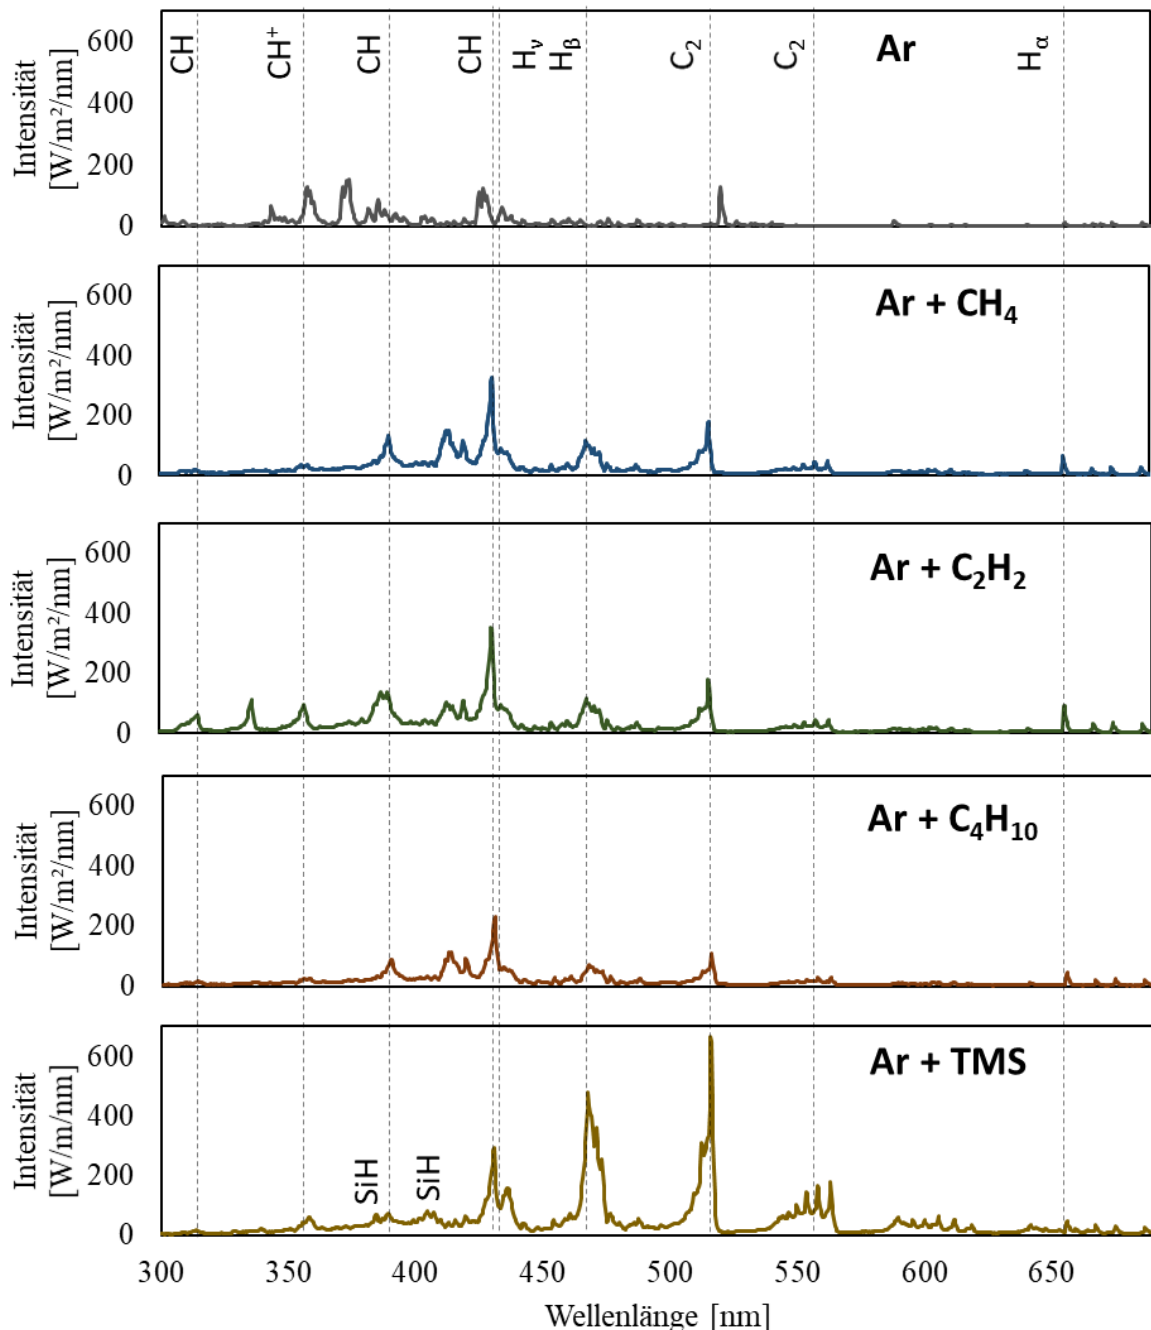 Intensität
[W/m²/nm]
600
400
200
0
CH
CH⁺
CH
CH
Hᵥ
Hᵦ
C₂
C₂
Ar
Hα
Intensität
[W/m²/nm]
600
400
200
0
Ar + CH₄
Intensität
[W/m²/nm]
600
400
200
0
Ar + C₂H₂
Intensität
[W/m²/nm]
600
400
200
0
Ar + C₄H₁₀
Intensität
[W/m/nm]
600
400
200
0
SiH
SiH
Ar + TMS
300 350 400 450 500 550 600 650
Wellenlänge [nm]